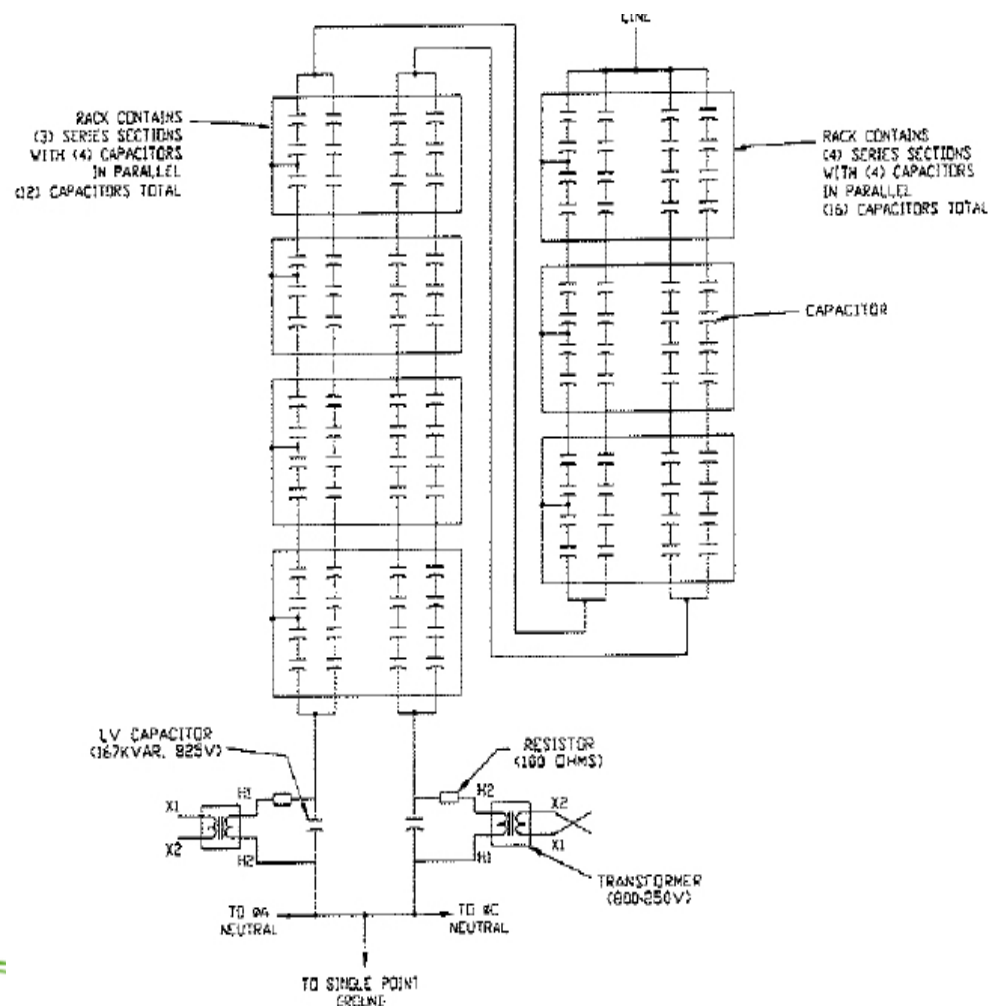 LINE
RACK CONTAINS
(3) SERIES SECTIONS
WITH (4) CAPACITORS
IN PARALLEL
(12) CAPACITORS TOTAL
RACK CONTAINS
(4) SERIES SECTIONS
WITH (4) CAPACITORS
IN PARALLEL
(16) CAPACITORS TOTAL
CAPACITOR
LV CAPACITOR
(167KVAR, 825V)
RESISTOR
(100 OHMS)
H1
H2
X1
X2
X2
X1
H2
H1
TRANSFORMER
(800-250V)
TO ØA
NEUTRAL
TO ØC
NEUTRAL
TO SINGLE POINT
GROUND